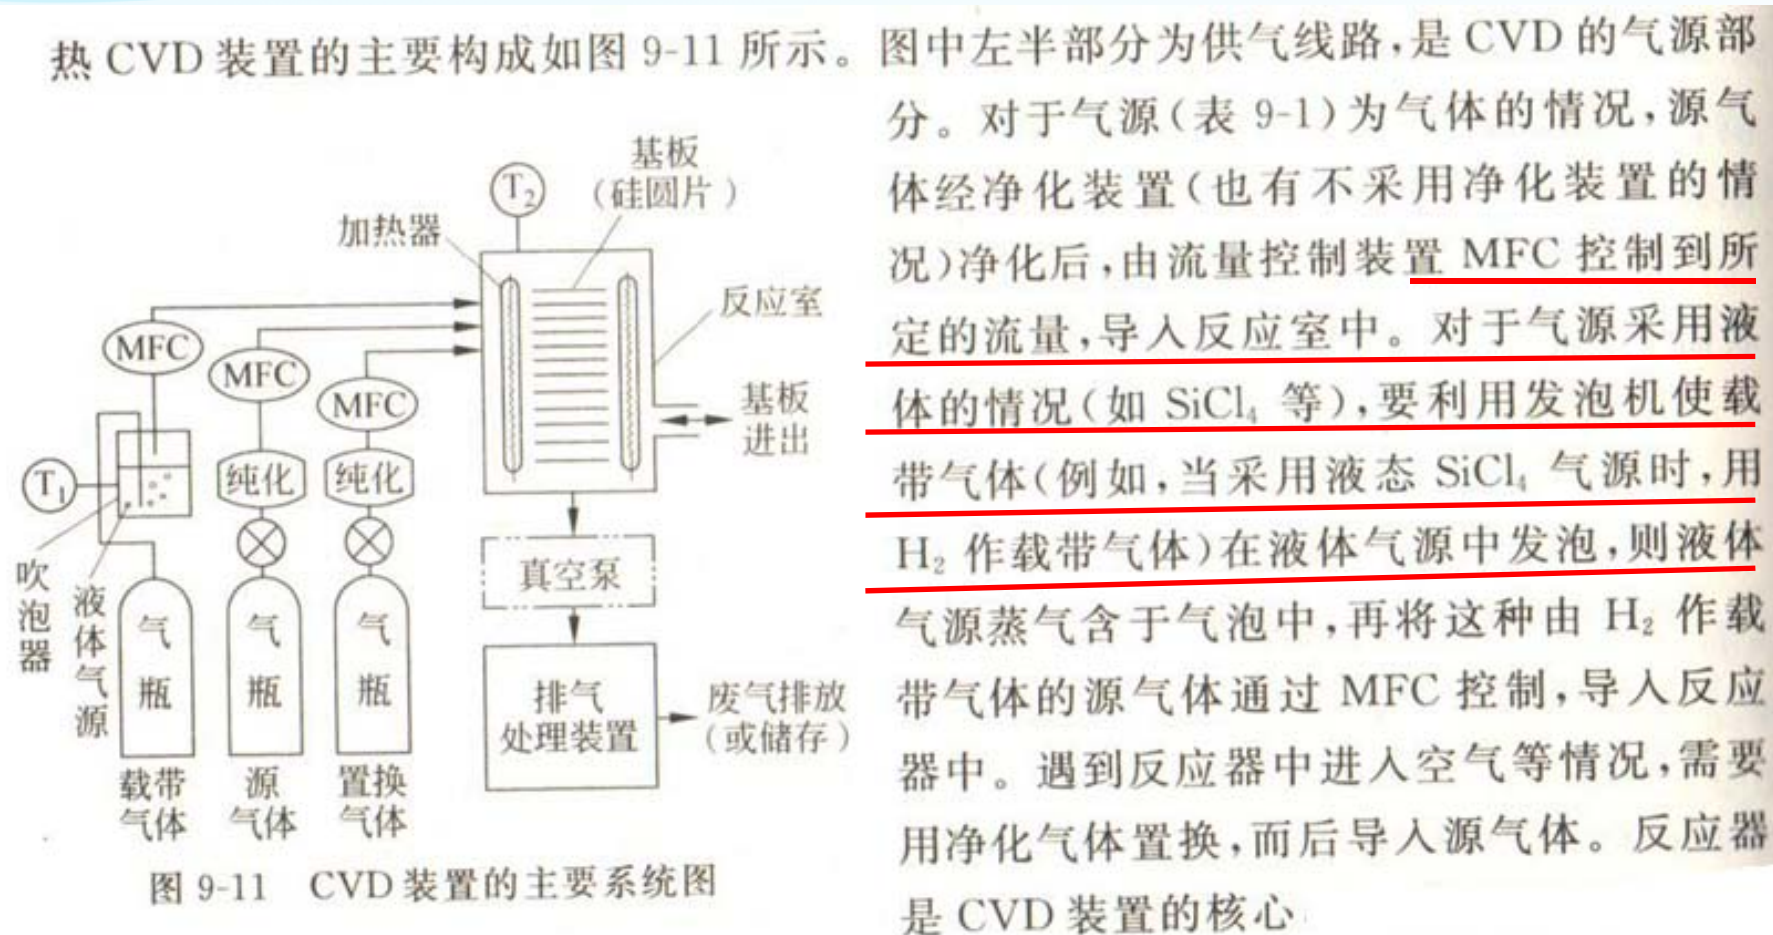 热 CVD 装置的主要构成如图 9-11 所示。图中左半部分为供气线路,是 CVD 的气源部
分。对于气源(表 9-1)为气体的情况,源气
体经净化装置(也有不采用净化装置的情
况)净化后,由流量控制装置 MFC 控制到所
定的流量,导入反应室中。对于气源采用液
体的情况(如 SiCl₄ 等),要利用发泡机使载
带气体(例如,当采用液态 SiCl₄ 气源时,用
H₂ 作载带气体)在液体气源中发泡,则液体
气源蒸气含于气泡中,再将这种由 H₂ 作载
带气体的源气体通过 MFC 控制,导入反应
器中。遇到反应器中进入空气等情况,需要
用净化气体置换,而后导入源气体。反应器
是 CVD 装置的核心
T₂
基板
(硅圆片)
加热器
反应室
MFC
MFC
MFC
基板
进出
T₁
纯化
纯化
真空泵
吹泡器
液体气源
气瓶
气瓶
气瓶
排气
处理装置
废气排放
(或储存)
载带
气体
源
气体
置换
气体
图 9-11 CVD 装置的主要系统图